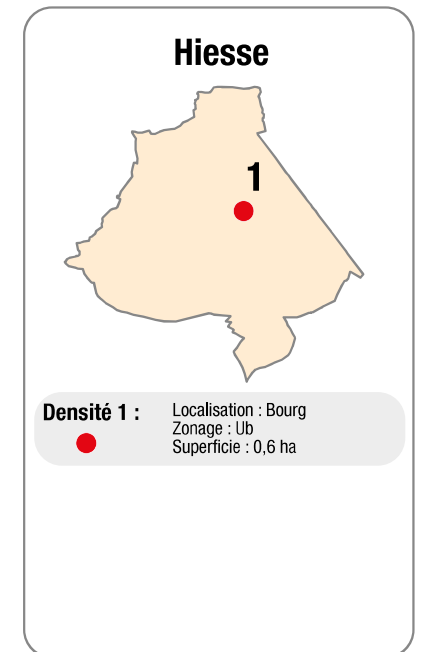 Hiesse
1
Densité 1 :
Localisation : Bourg
Zonage : Ub
Superficie : 0,6 ha